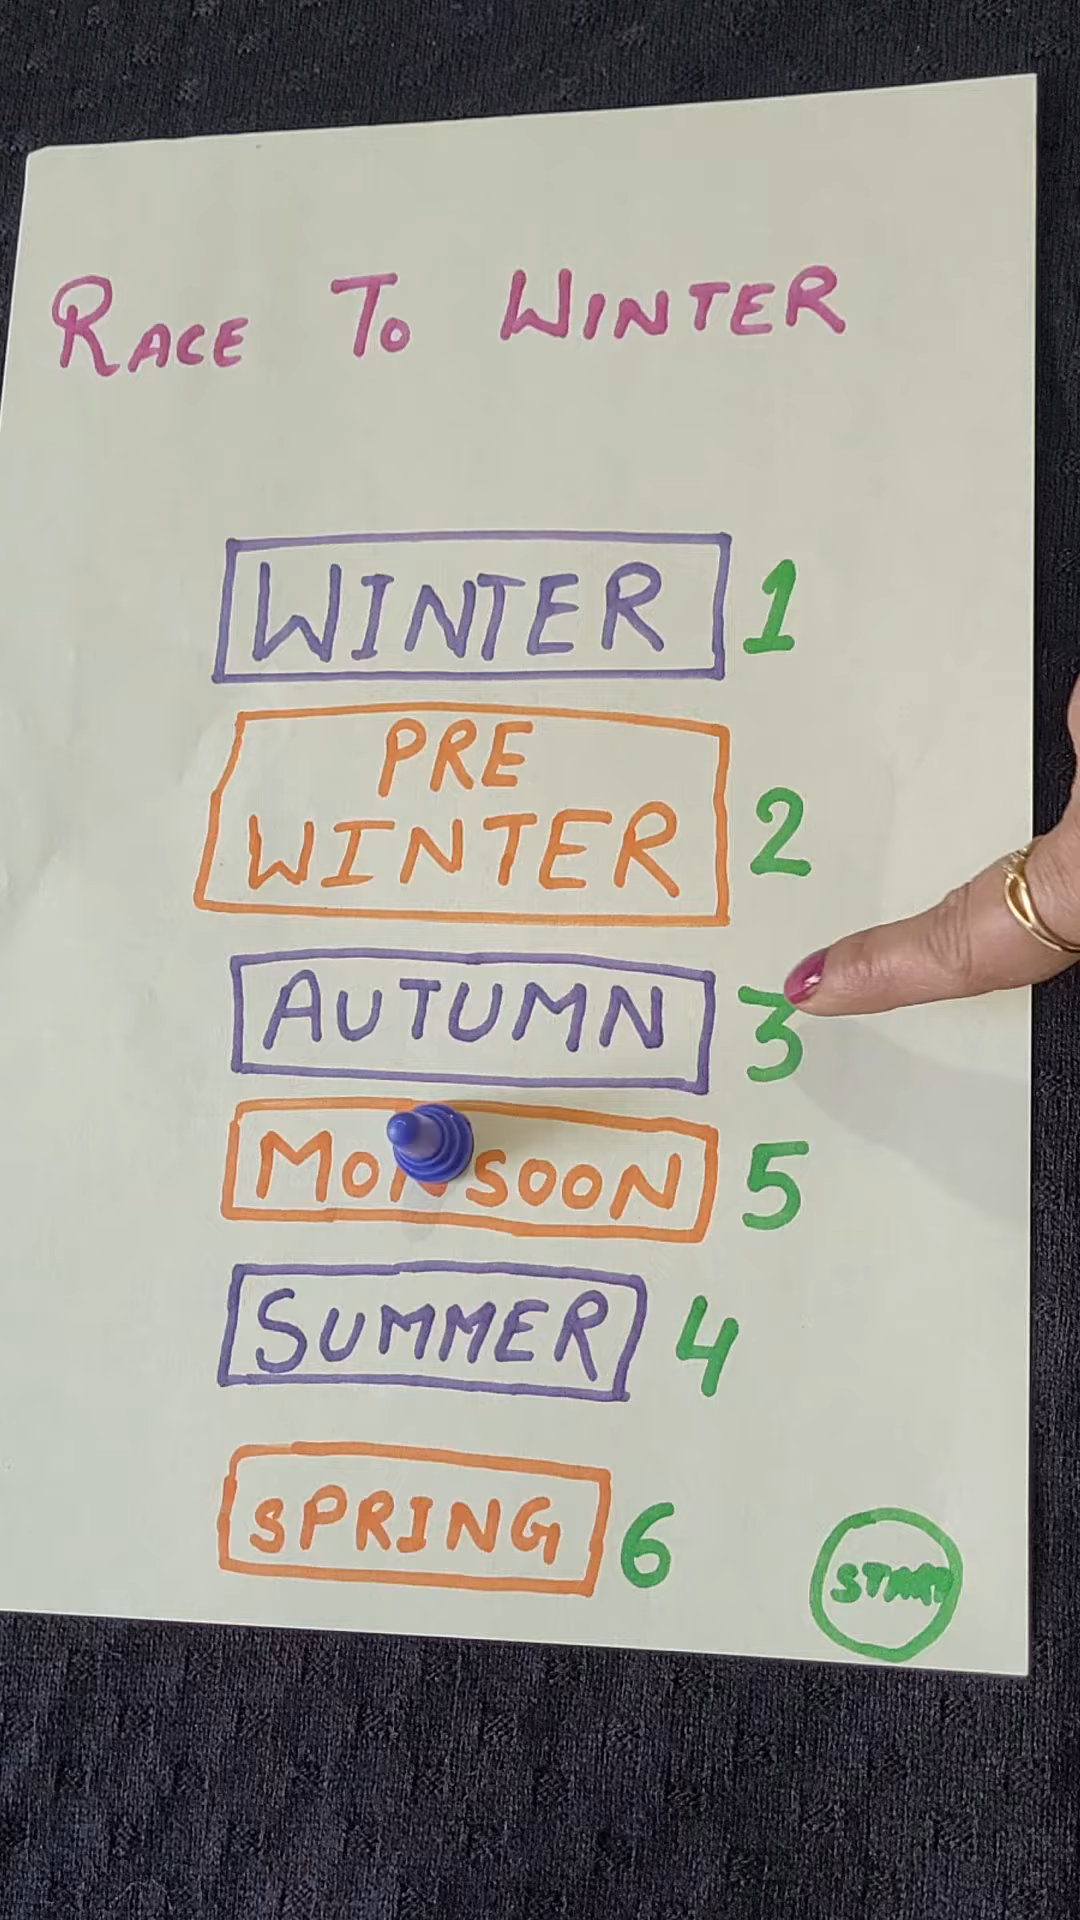 RACE TO WINTER
WINTER 1
PRE
WINTER 2
AUTUMN 3
MONSOON 5
SUMMER 4
SPRING 6
START